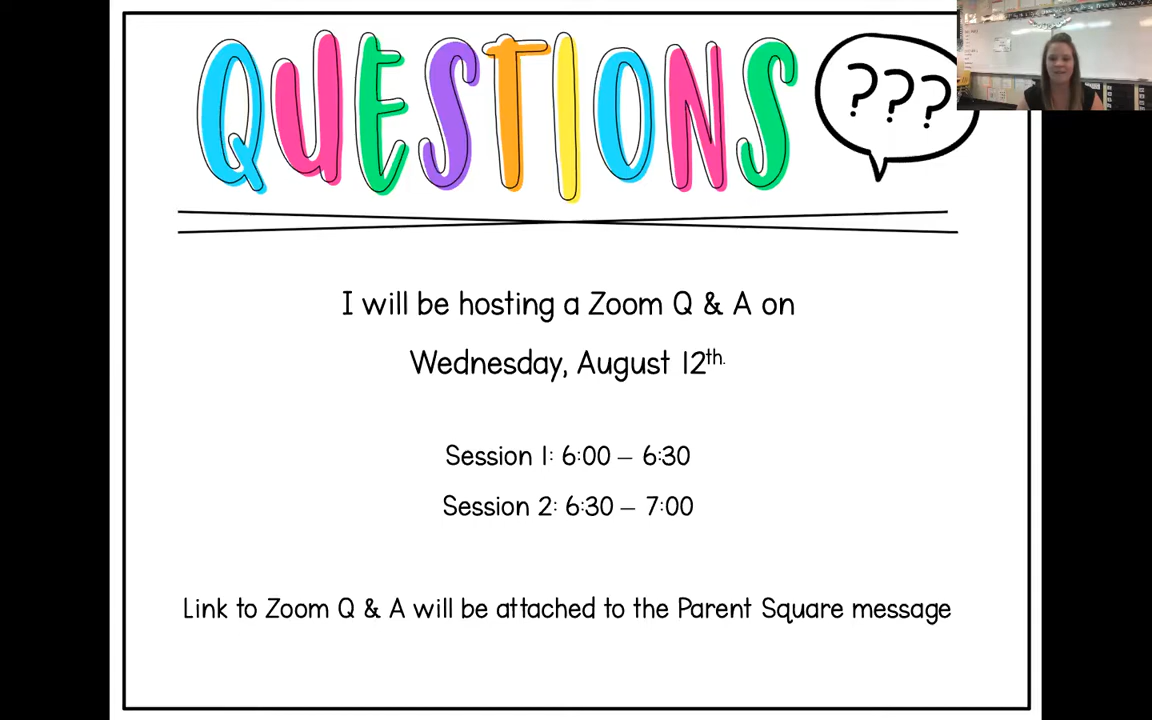 QUESTIONS
???
I will be hosting a Zoom Q & A on
Wednesday, August 12th.
Session 1: 6:00 – 6:30
Session 2: 6:30 – 7:00
Link to Zoom Q & A will be attached to the Parent Square message